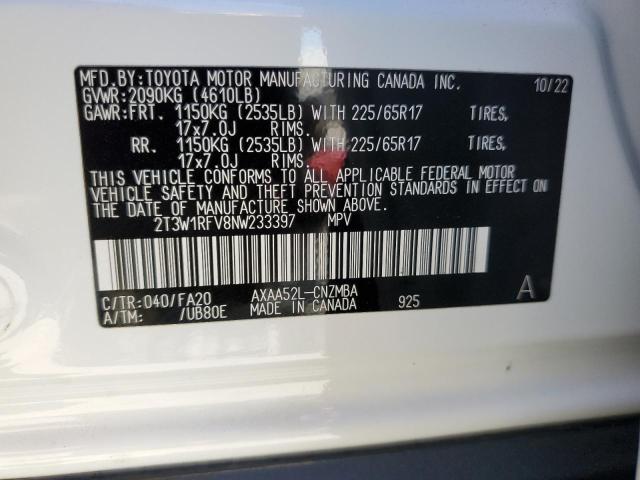 MFD.BY:TOYOTA MOTOR MANUFACTURING CANADA INC. 10/22
GVWR:2090KG (4610LB)
GAWR:FRT. 1150KG (2535LB) WITH 225/65R17 TIRES,
17x7.0J RIMS.
RR. 1150KG (2535LB) WITH 225/65R17 TIRES,
17x7.0J RIMS.
THIS VEHICLE CONFORMS TO ALL APPLICABLE FEDERAL MOTOR
VEHICLE SAFETY AND THEFT PREVENTION STANDARDS IN EFFECT ON
THE DATE OF MANUFACTURE SHOWN ABOVE.
2T3W1RFV8NW233397 MPV
C/TR:040/FA20 AXAA52L-CNZMBA A
A/TM: /UB80E MADE IN CANADA 925